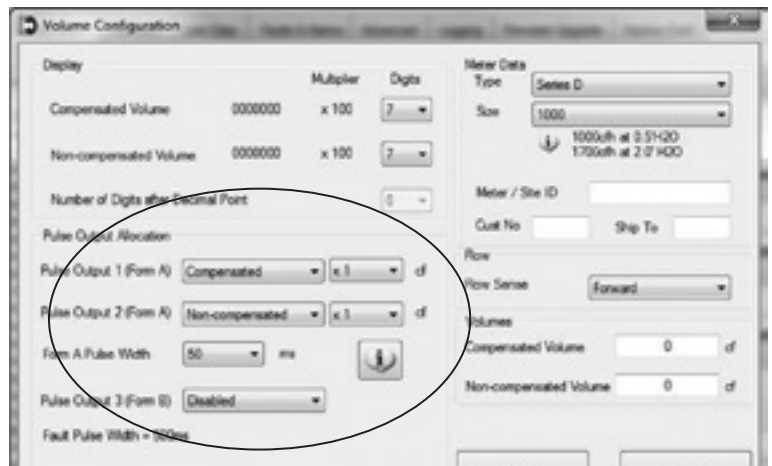 Volume Configuration
Display
Multiplier Digits
Compensated Volume 0000000 x 100 7
Non-compensated Volume 0000000 x 100 7
Number of Digits after Decimal Point 0
Pulse Output Allocation
Pulse Output 1 (Form A) Compensated x 1 cf
Pulse Output 2 (Form A) Non-compensated x 1 cf
Form A Pulse Width 50 ms
Pulse Output 3 (Form B) Disabled
Fault Pulse Width = 500ms
Meter Data
Type Series D
Size 1000
1000cfh at 0.5"H2O
1700cfh at 2.0" H2O
Meter / Site ID
Cust No Ship To
Flow
Flow Sense Forward
Volumes
Compensated Volume 0 cf
Non-compensated Volume 0 cf